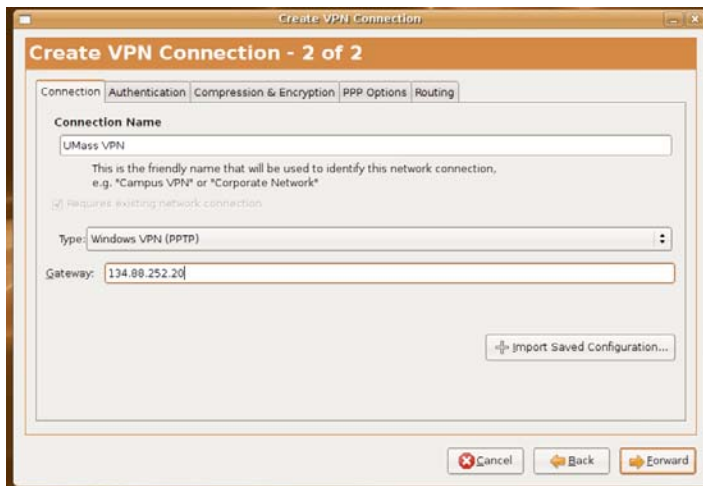 Create VPN Connection
Create VPN Connection - 2 of 2
Connection Authentication Compression & Encryption PPP Options Routing
Connection Name
UMass VPN
This is the friendly name that will be used to identify this network connection,
e.g. "Campus VPN" or "Corporate Network"
Requires existing network connection
Type: Windows VPN (PPTP)
Gateway: 134.88.252.20
Import Saved Configuration...
Cancel Back Forward